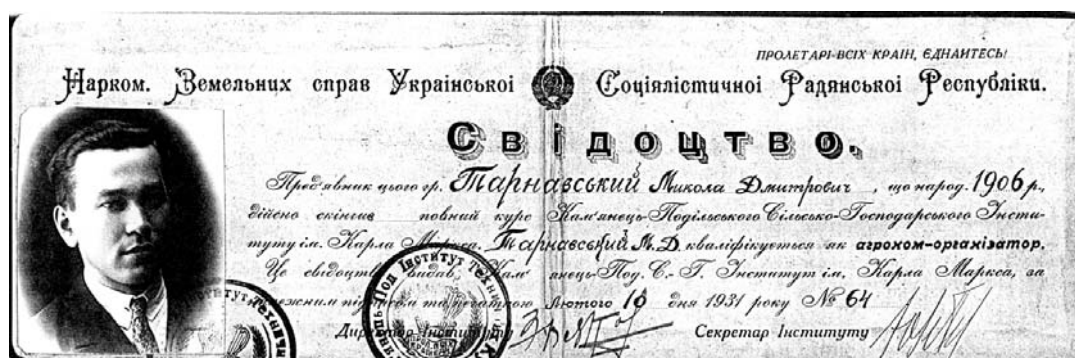 ПРОЛЕТАРІ ВСІХ КРАЇН, ЄДНАЙТЕСЬ!
Нарком. Земельних справ Української Соціялістичної Радянської Республіки.
Свідоцтво.
Пред'явник цього гр. Тарнавський Микола Дмитрович, що народ. 1906 р.,
дійсно скінчив повний курс Кам'янець-Подільського Сільсько-Господарського Інсти-
туту ім. Карла Маркса. Тарнавський М.Д. кваліфікується як агроном-організатор.
Це свідоцтво видав Кам'янець-Под. С.-Г. Інститут ім. Карла Маркса, за
належним підписом та печаткою Лютого 10 дня 1931 року № 64
Директор Інституту Секретар Інституту